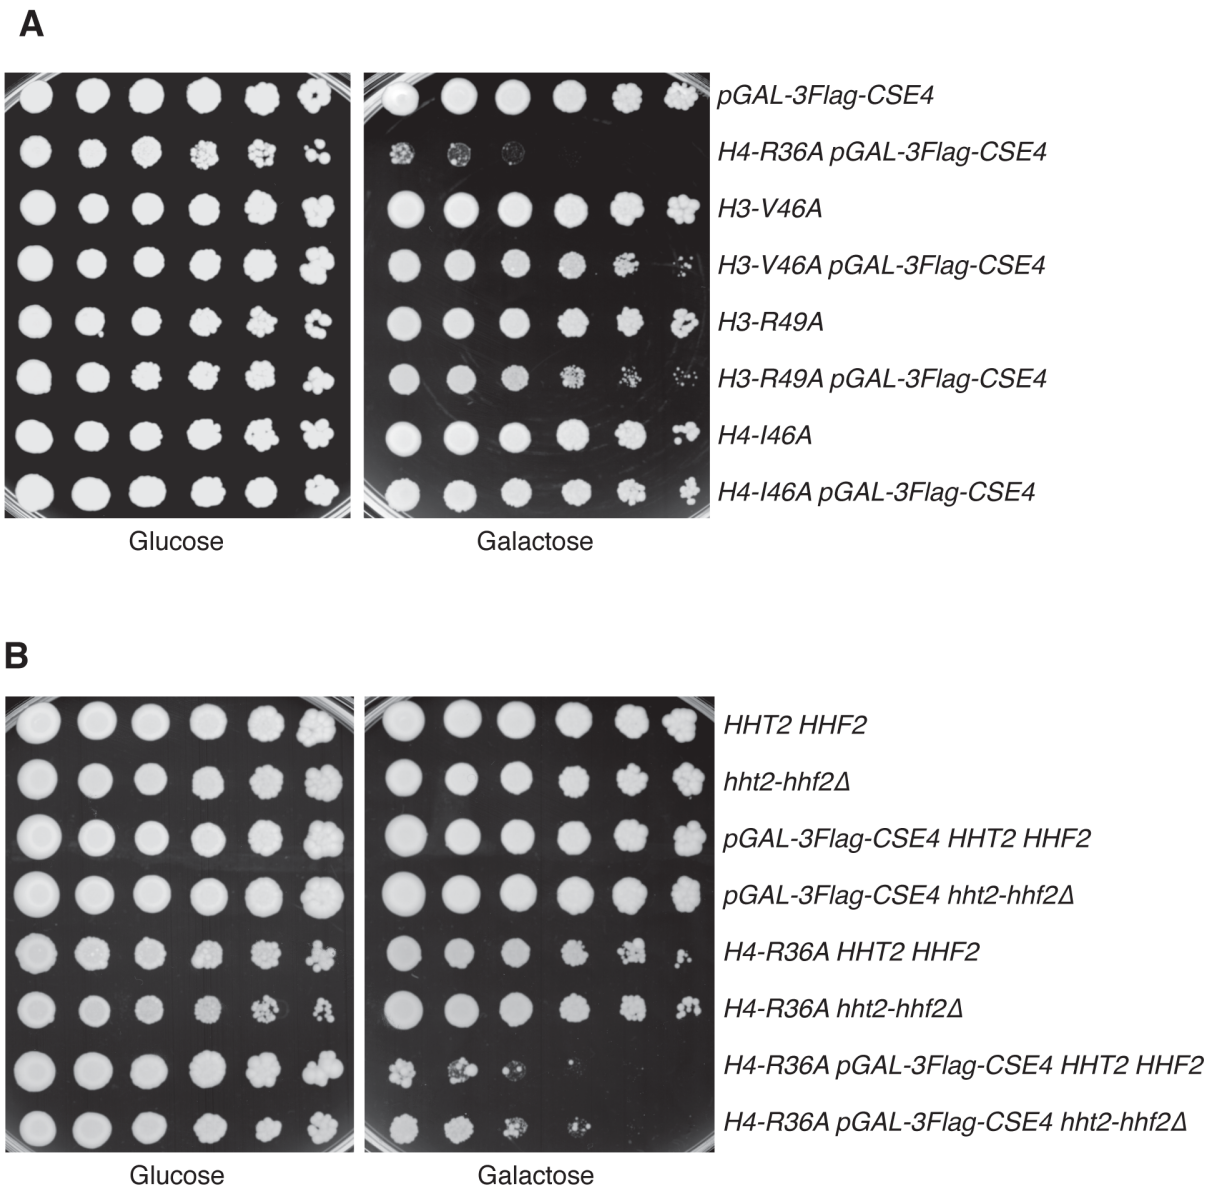 A
pGAL-3Flag-CSE4
H4-R36A pGAL-3Flag-CSE4
H3-V46A
H3-V46A pGAL-3Flag-CSE4
H3-R49A
H3-R49A pGAL-3Flag-CSE4
H4-I46A
H4-I46A pGAL-3Flag-CSE4
Glucose Galactose
B
HHT2 HHF2
hht2-hhf2Δ
pGAL-3Flag-CSE4 HHT2 HHF2
pGAL-3Flag-CSE4 hht2-hhf2Δ
H4-R36A HHT2 HHF2
H4-R36A hht2-hhf2Δ
H4-R36A pGAL-3Flag-CSE4 HHT2 HHF2
H4-R36A pGAL-3Flag-CSE4 hht2-hhf2Δ
Glucose Galactose